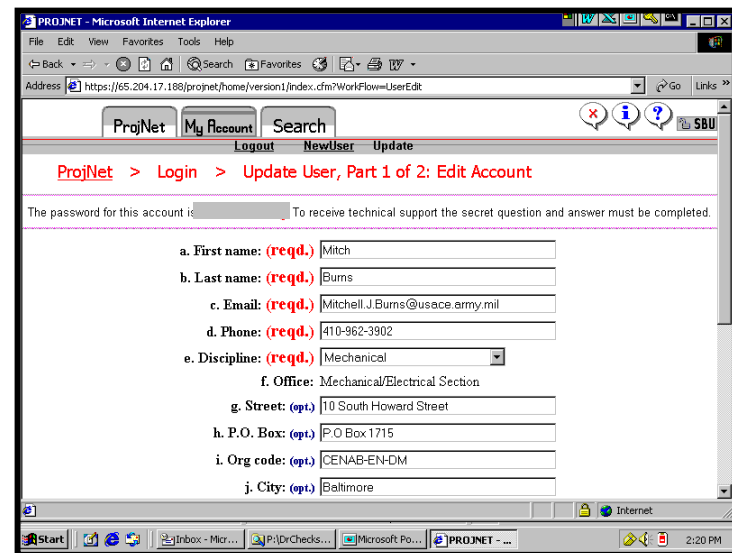 PROJNET - Microsoft Internet Explorer
File Edit View Favorites Tools Help
Back Search Favorites
Address https://65.204.17.188/projnet/home/version1/index.cfm?WorkFlow=UserEdit Go Links »
ProjNet My Account Search SBU
Logout NewUser Update
ProjNet > Login > Update User, Part 1 of 2: Edit Account
The password for this account is To receive technical support the secret question and answer must be completed.
a. First name: (reqd.) Mitch
b. Last name: (reqd.) Burns
c. Email: (reqd.) Mitchell.J.Burns@usace.army.mil
d. Phone: (reqd.) 410-962-3902
e. Discipline: (reqd.) Mechanical
f. Office: Mechanical/Electrical Section
g. Street: (opt.) 10 South Howard Street
h. P.O. Box: (opt.) P.O Box 1715
i. Org code: (opt.) CENAB-EN-DM
j. City: (opt.) Baltimore
Internet
Start Inbox - Micr... P:\DrChecks... Microsoft Po... PROJNET - ... 2:20 PM